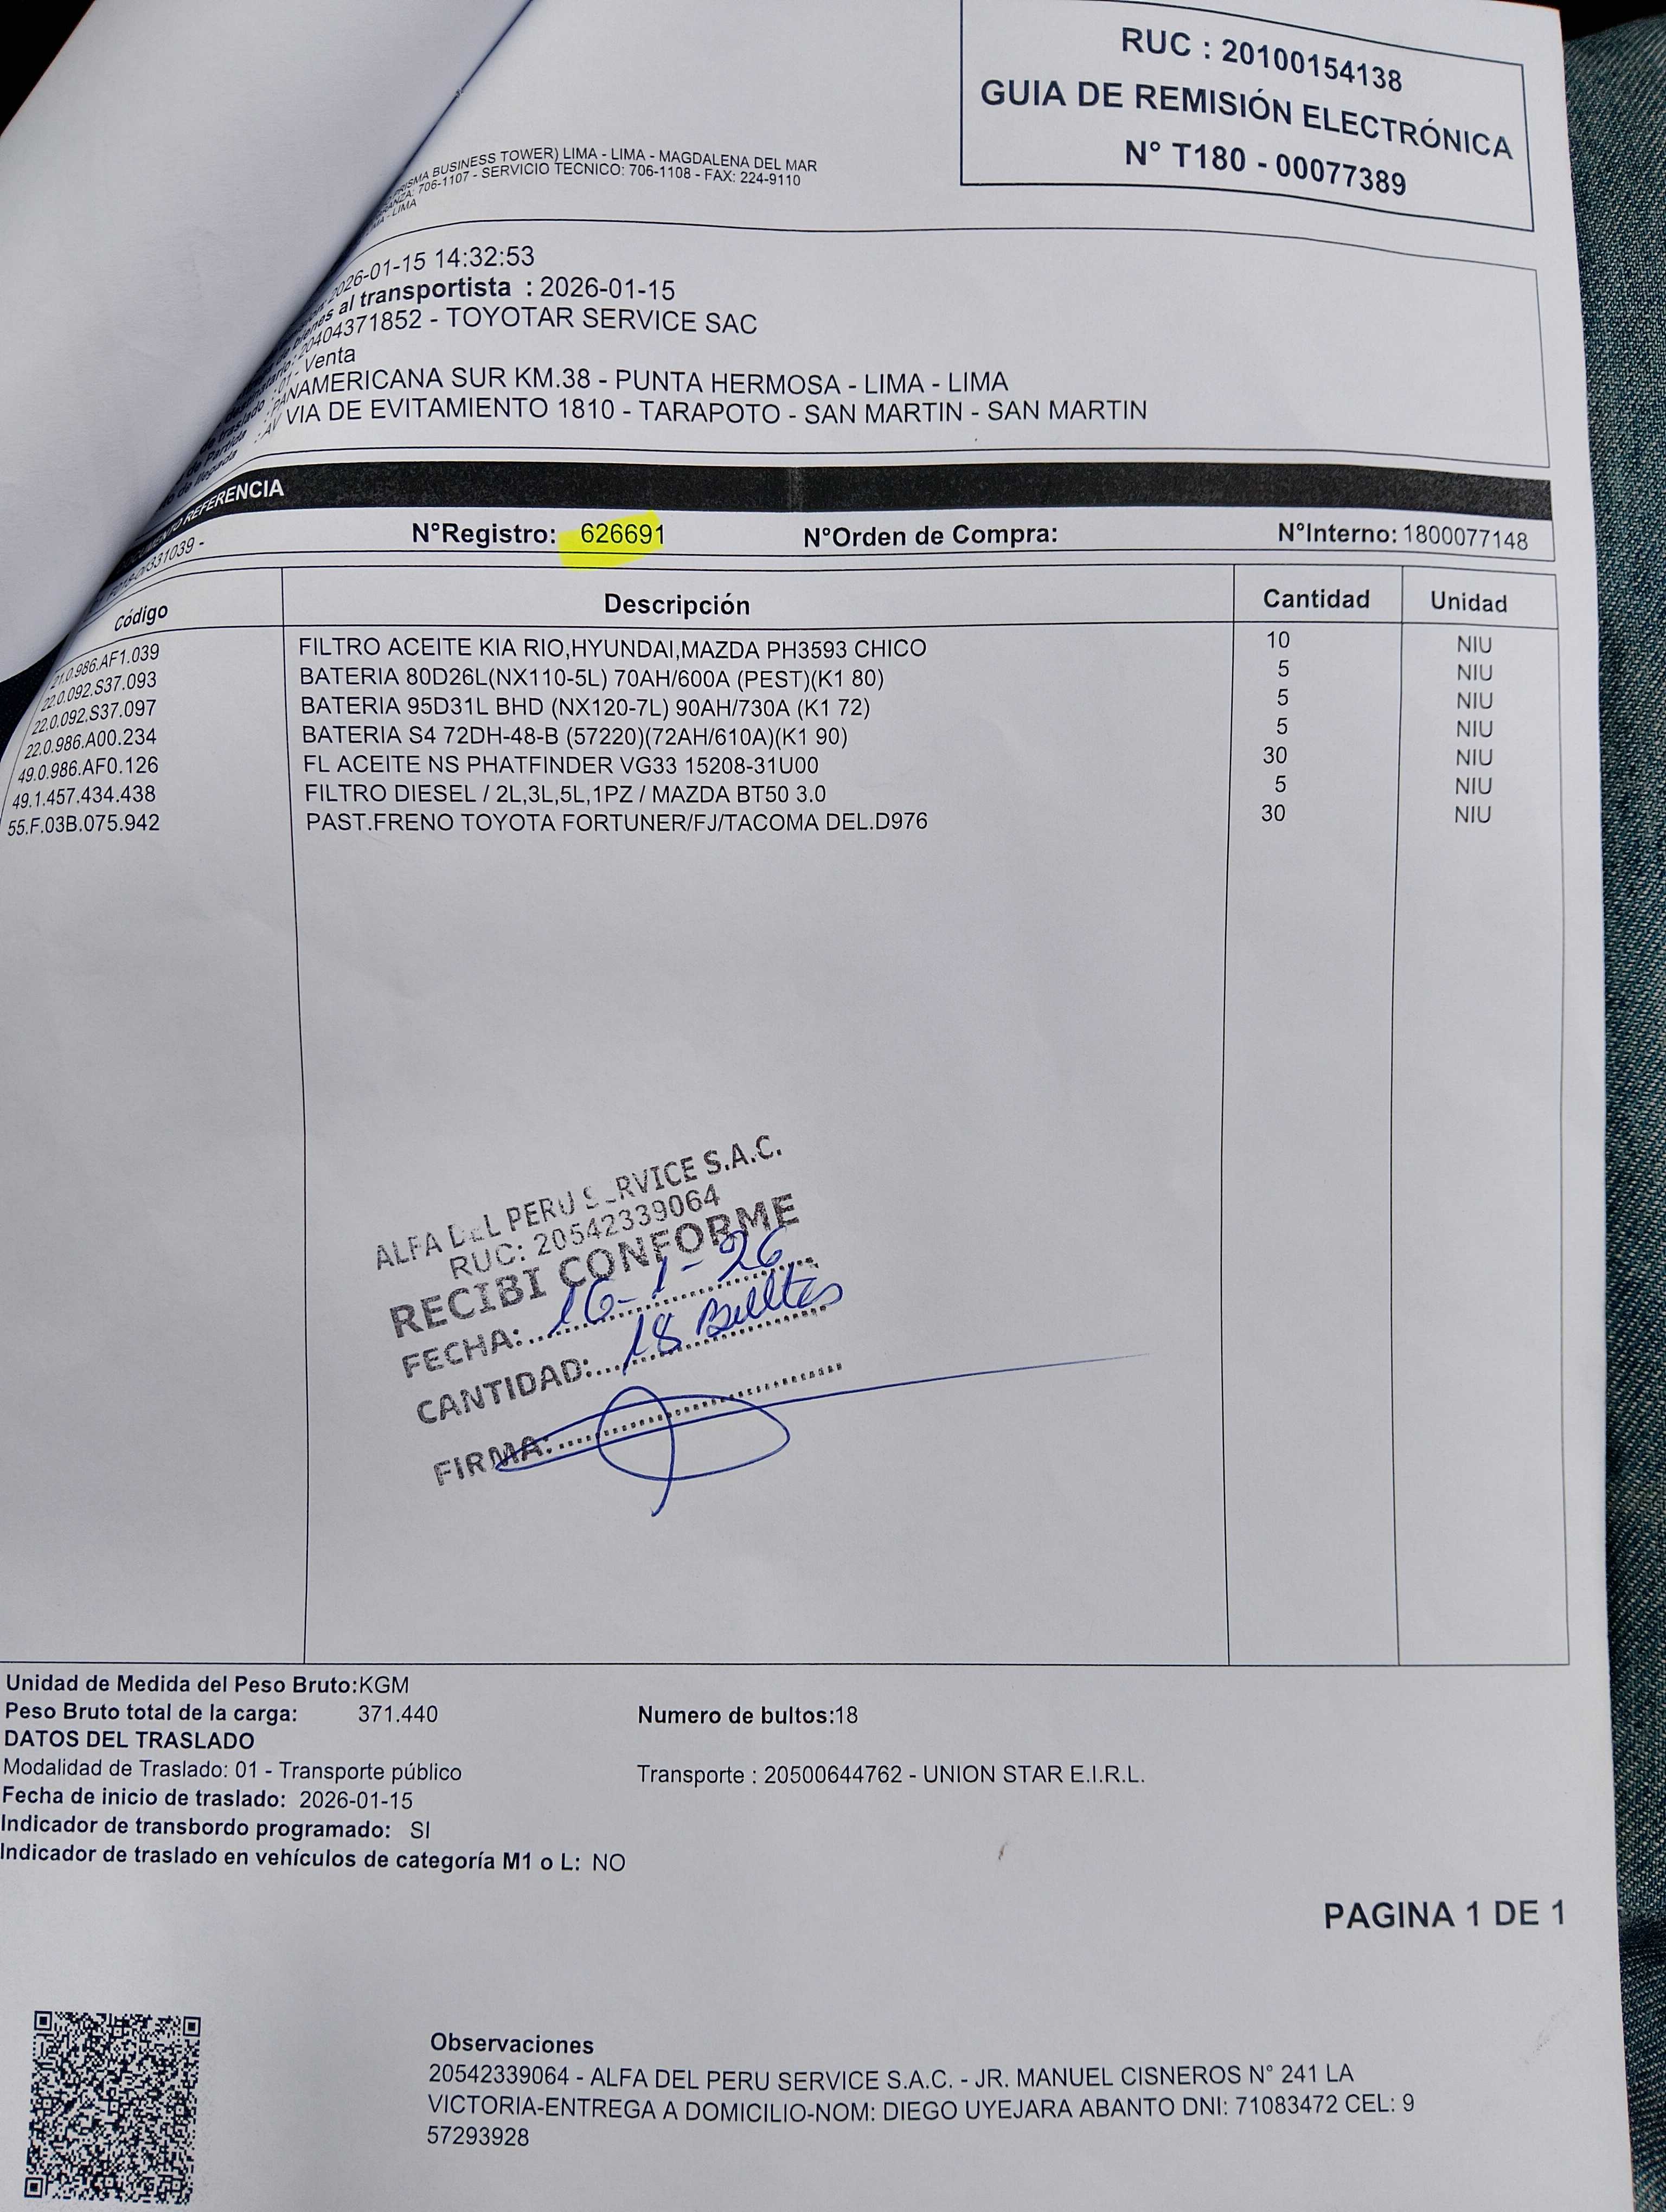 RUC : 20100154138
GUIA DE REMISIÓN ELECTRÓNICA
N° T180 - 00077389
BUSINESS TOWER) LIMA - LIMA - MAGDALENA DEL MAR
706-1107 - SERVICIO TECNICO: 706-1108 - FAX: 224-9110
- LIMA
2026-01-15 14:32:53
al transportista : 2026-01-15
20404371852 - TOYOTAR SERVICE SAC
- Venta
PANAMERICANA SUR KM.38 - PUNTA HERMOSA - LIMA - LIMA
: AV VIA DE EVITAMIENTO 1810 - TARAPOTO - SAN MARTIN - SAN MARTIN
DOCUMENTO REFERENCIA
N°Registro: 626691 N°Orden de Compra: N°Interno: 1800077148
Código Descripción Cantidad Unidad
21.0.986.AF1.039 FILTRO ACEITE KIA RIO,HYUNDAI,MAZDA PH3593 CHICO 10 NIU
22.0.092.S37.093 BATERIA 80D26L(NX110-5L) 70AH/600A (PEST)(K1 80) 5 NIU
22.0.092.S37.097 BATERIA 95D31L BHD (NX120-7L) 90AH/730A (K1 72) 5 NIU
22.0.986.A00.234 BATERIA S4 72DH-48-B (57220)(72AH/610A)(K1 90) 5 NIU
49.0.986.AF0.126 FL ACEITE NS PHATFINDER VG33 15208-31U00 30 NIU
49.1.457.434.438 FILTRO DIESEL / 2L,3L,5L,1PZ / MAZDA BT50 3.0 5 NIU
55.F.03B.075.942 PAST.FRENO TOYOTA FORTUNER/FJ/TACOMA DEL.D976 30 NIU
ALFA DEL PERU SERVICE S.A.C.
RUC: 20542339064
RECIBI CONFORME
FECHA: 16-1-26
CANTIDAD: 18 Bultos
FIRMA:
Unidad de Medida del Peso Bruto:KGM
Peso Bruto total de la carga: 371.440 Numero de bultos:18
DATOS DEL TRASLADO
Modalidad de Traslado: 01 - Transporte público Transporte : 20500644762 - UNION STAR E.I.R.L.
Fecha de inicio de traslado: 2026-01-15
Indicador de transbordo programado: SI
Indicador de traslado en vehículos de categoría M1 o L: NO
PAGINA 1 DE 1
Observaciones
20542339064 - ALFA DEL PERU SERVICE S.A.C. - JR. MANUEL CISNEROS N° 241 LA
VICTORIA-ENTREGA A DOMICILIO-NOM: DIEGO UYEJARA ABANTO DNI: 71083472 CEL: 9
57293928